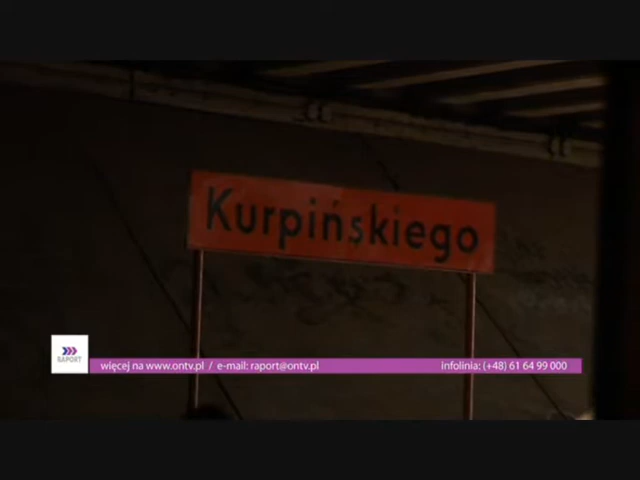 Kurpińskiego
RAPORT
więcej na www.ontv.pl / e-mail: raport@ontv.pl
infolinia: (+48) 61 64 99 000